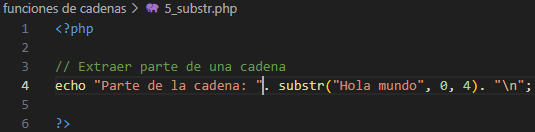 funciones de cadenas > 5_substr.php
1 <?php
2
3 // Extraer parte de una cadena
4 echo "Parte de la cadena: ". substr("Hola mundo", 0, 4). "\n";
5
6 ?>